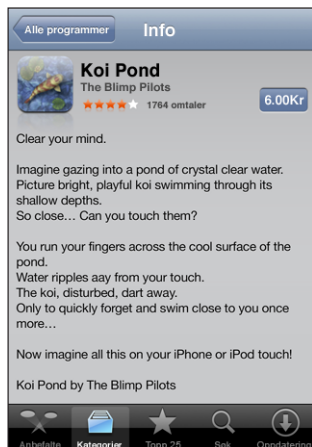 Alle programmer
Info
Koi Pond
The Blimp Pilots
1764 omtaler
6.00Kr
Clear your mind.
Imagine gazing into a pond of crystal clear water.
Picture bright, playful koi swimming through its
shallow depths.
So close… Can you touch them?
You run your fingers across the cool surface of the
pond.
Water ripples aay from your touch.
The koi, disturbed, dart away.
Only to quickly forget and swim close to you once
more…
Now imagine all this on your iPhone or iPod touch!
Koi Pond by The Blimp Pilots
Anbefalte Kategorier Topp 25 Søk Oppdatering